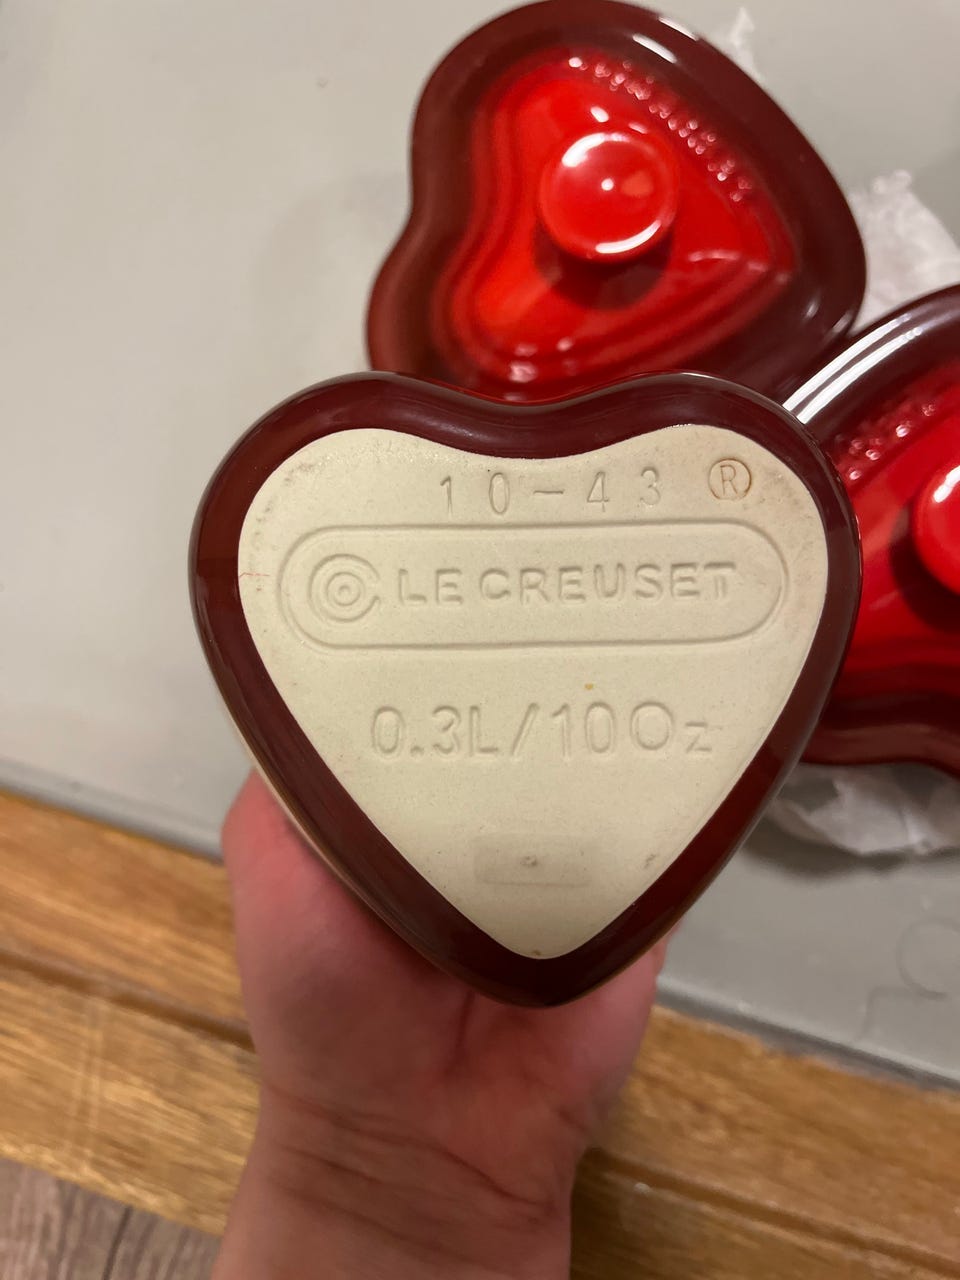 10-43 ®
LE CREUSET
0.3L/10Oz